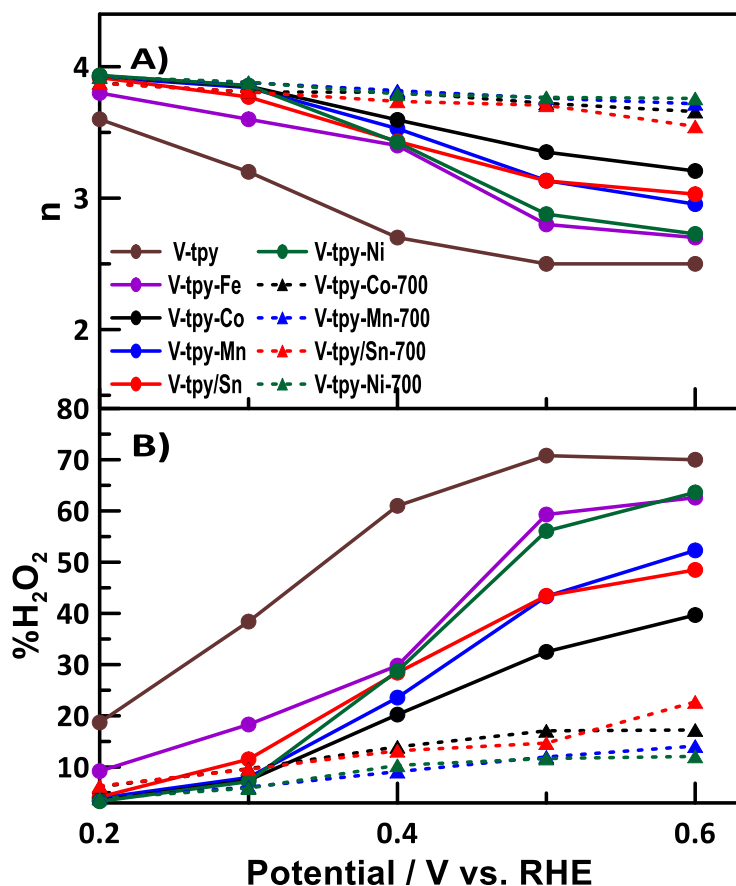 A)
4
3
2
n
V-tpy
V-tpy-Ni
V-tpy-Fe
V-tpy-Co-700
V-tpy-Co
V-tpy-Mn-700
V-tpy-Mn
V-tpy/Sn-700
V-tpy/Sn
V-tpy-Ni-700
B)
80
70
60
50
40
30
20
10
%H₂O₂
0.2 0.4 0.6
Potential / V vs. RHE